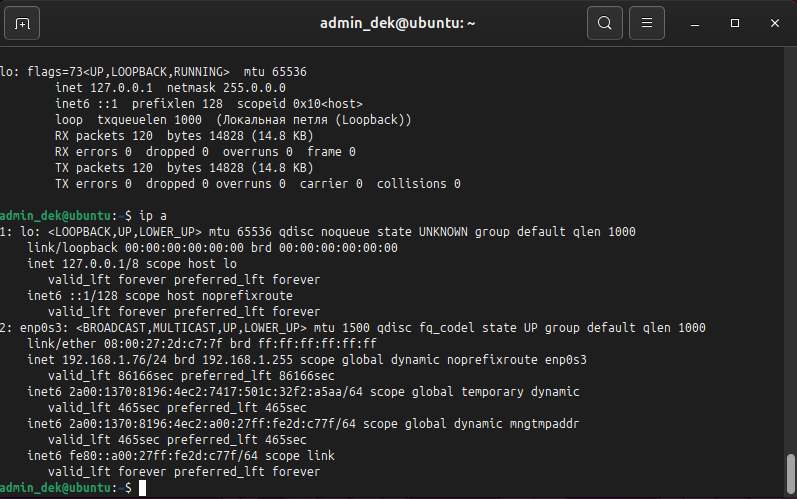 admin_dek@ubuntu: ~
lo: flags=73<UP,LOOPBACK,RUNNING>  mtu 65536
        inet 127.0.0.1  netmask 255.0.0.0
        inet6 ::1  prefixlen 128  scopeid 0x10<host>
        loop  txqueuelen 1000  (Локальная петля (Loopback))
        RX packets 120  bytes 14828 (14.8 KB)
        RX errors 0  dropped 0  overruns 0  frame 0
        TX packets 120  bytes 14828 (14.8 KB)
        TX errors 0  dropped 0 overruns 0  carrier 0  collisions 0
admin_dek@ubuntu:~$ ip a
1: lo: <LOOPBACK,UP,LOWER_UP> mtu 65536 qdisc noqueue state UNKNOWN group default qlen 1000
    link/loopback 00:00:00:00:00:00 brd 00:00:00:00:00:00
    inet 127.0.0.1/8 scope host lo
       valid_lft forever preferred_lft forever
    inet6 ::1/128 scope host noprefixroute
       valid_lft forever preferred_lft forever
2: enp0s3: <BROADCAST,MULTICAST,UP,LOWER_UP> mtu 1500 qdisc fq_codel state UP group default qlen 1000
    link/ether 08:00:27:2d:c7:7f brd ff:ff:ff:ff:ff:ff
    inet 192.168.1.76/24 brd 192.168.1.255 scope global dynamic noprefixroute enp0s3
       valid_lft 86166sec preferred_lft 86166sec
    inet6 2a00:1370:8196:4ec2:7417:501c:32f2:a5aa/64 scope global temporary dynamic
       valid_lft 465sec preferred_lft 465sec
    inet6 2a00:1370:8196:4ec2:a00:27ff:fe2d:c77f/64 scope global dynamic mngtmpaddr
       valid_lft 465sec preferred_lft 465sec
    inet6 fe80::a00:27ff:fe2d:c77f/64 scope link
       valid_lft forever preferred_lft forever
admin_dek@ubuntu:~$